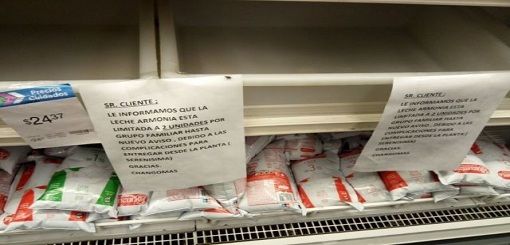 Precios
Cuidados
$24.37
SR. CLIENTE :
LE INFORMAMOS QUE LA
LECHE ARMONIA ESTA
LIMITADA A 2 UNIDADES POR
GRUPO FAMILIAR HASTA
NUEVO AVISO . DEBIDO A LAS
COMPLICACIONES PARA
ENTREGAR DESDE LA PLANTA (
SERENISIMA)
GRACIAS.
CHANGOMAS
SR. CLIENTE :
LE INFORMAMOS QUE LA
LECHE ARMONIA ESTA
LIMITADA A 2 UNIDADES POR
GRUPO FAMILIAR HASTA
NUEVO AVISO . DEBIDO A LAS
COMPLICACIONES PARA
ENTREGAR DESDE LA PLANTA (
SERENISIMA)
GRACIAS.
CHANGOMAS